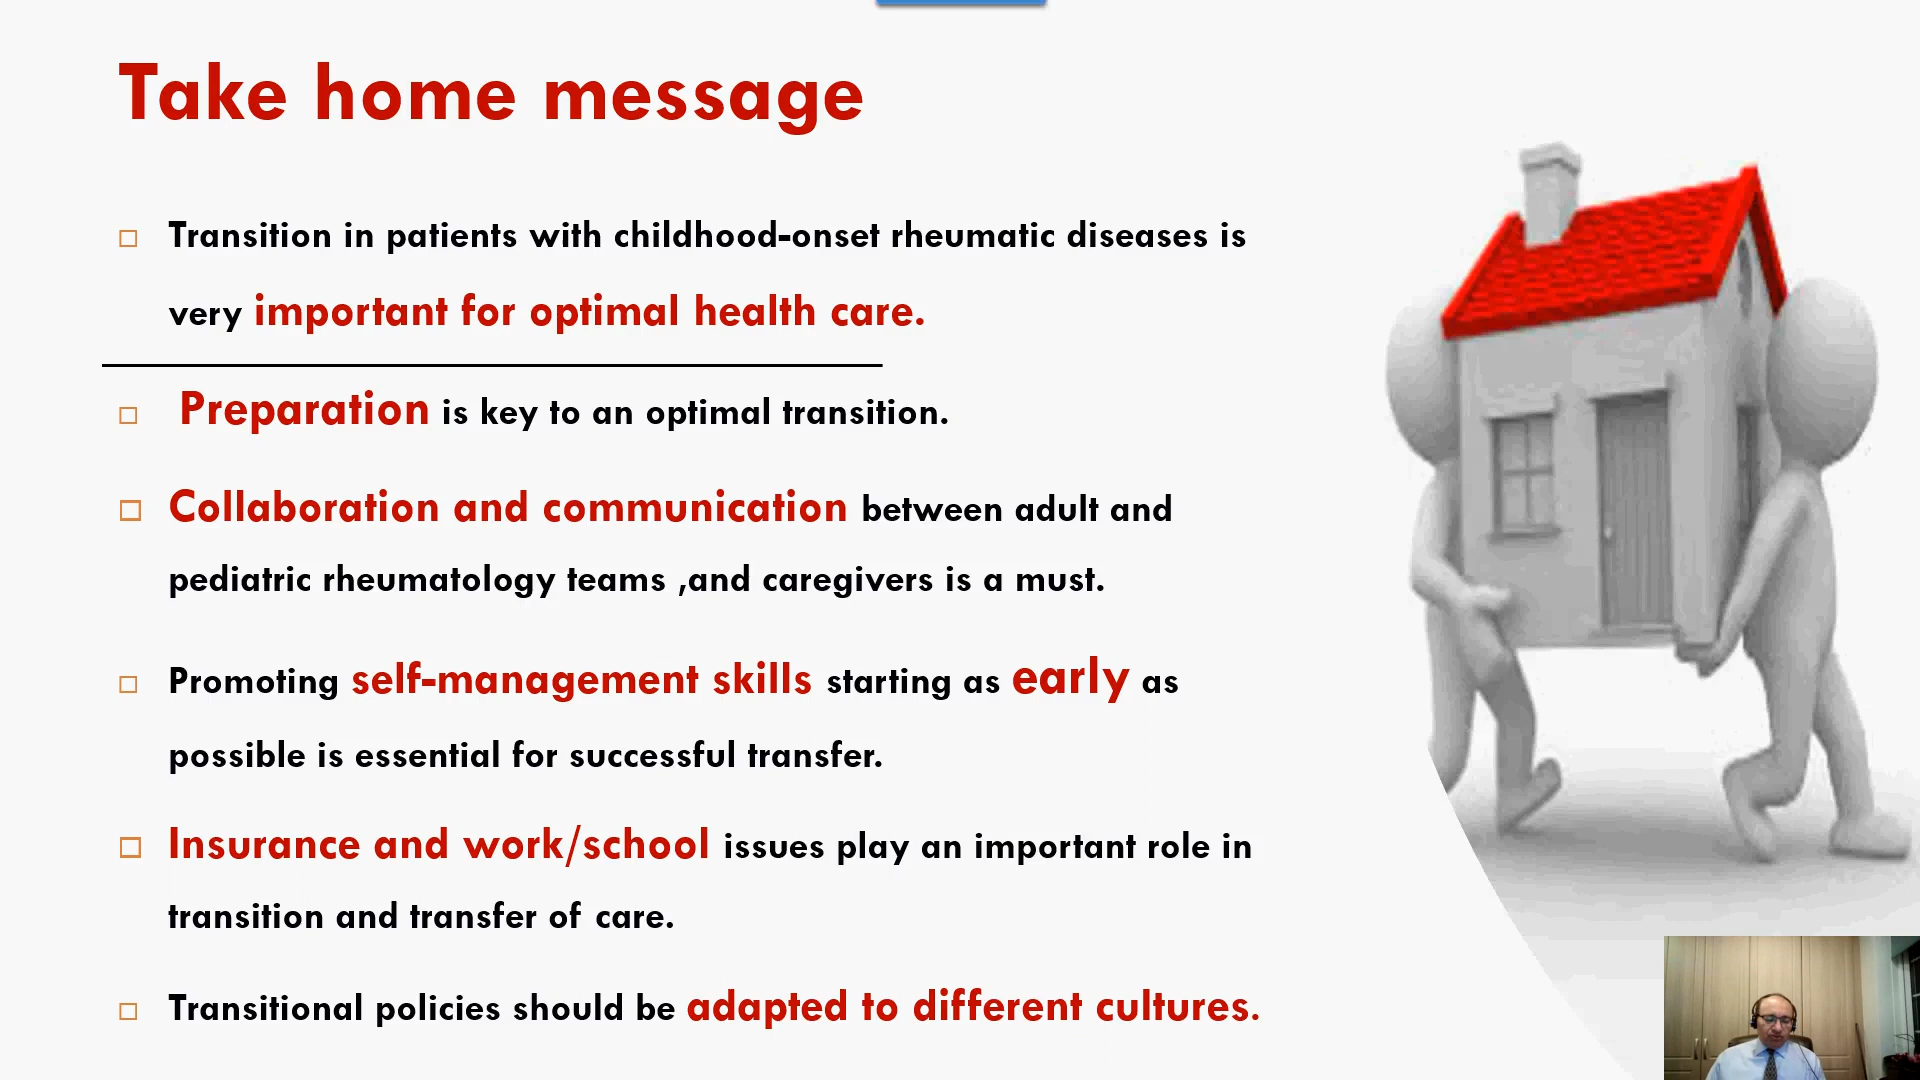 Take home message
Transition in patients with childhood-onset rheumatic diseases is
very important for optimal health care.
Preparation is key to an optimal transition.
Collaboration and communication between adult and
pediatric rheumatology teams ,and caregivers is a must.
Promoting self-management skills starting as early as
possible is essential for successful transfer.
Insurance and work/school issues play an important role in
transition and transfer of care.
Transitional policies should be adapted to different cultures.